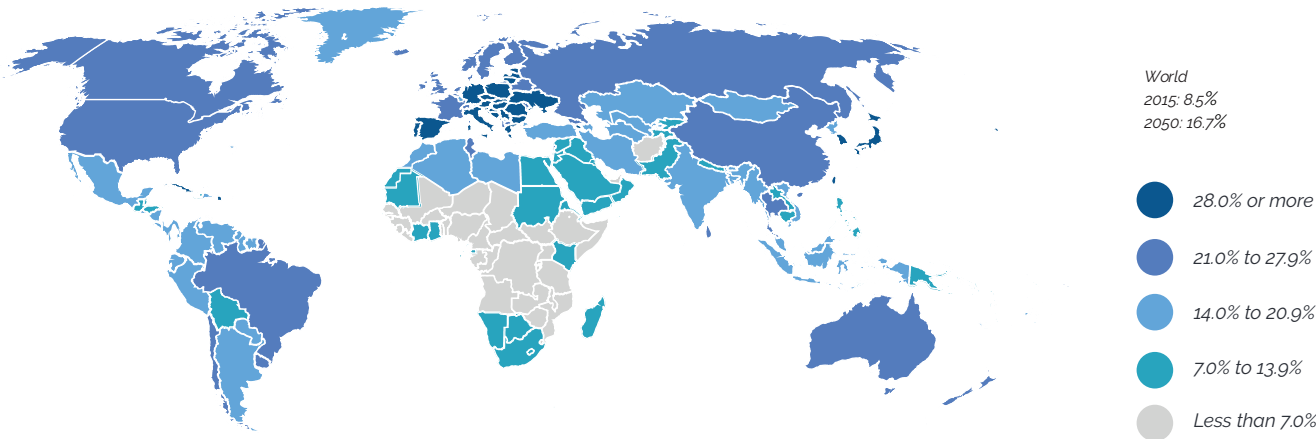 World
2015: 8.5%
2050: 16.7%
28.0% or more
21.0% to 27.9%
14.0% to 20.9%
7.0% to 13.9%
Less than 7.0%